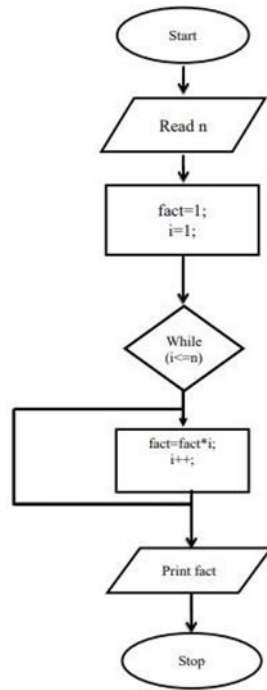 Start
Read n
fact=1;
i=1;
While
(i<=n)
fact=fact*i;
i++;
Print fact
Stop